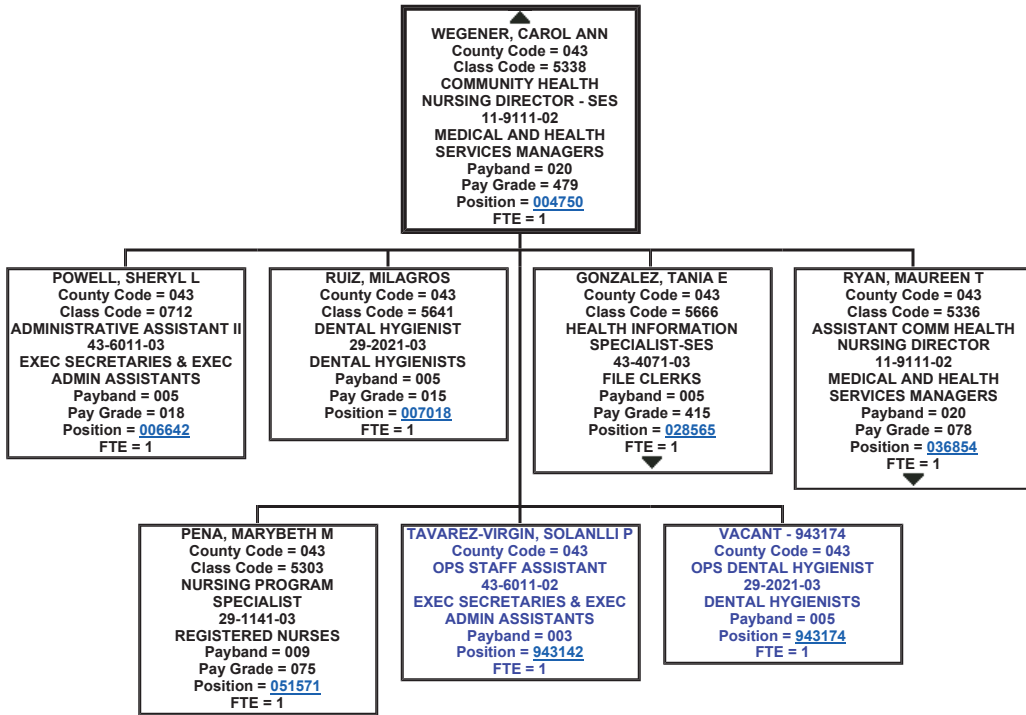 WEGENER, CAROL ANN
County Code = 043
Class Code = 5338
COMMUNITY HEALTH
NURSING DIRECTOR - SES
11-9111-02
MEDICAL AND HEALTH
SERVICES MANAGERS
Payband = 020
Pay Grade = 479
Position = 004750
FTE = 1
POWELL, SHERYL L
County Code = 043
Class Code = 0712
ADMINISTRATIVE ASSISTANT II
43-6011-03
EXEC SECRETARIES & EXEC
ADMIN ASSISTANTS
Payband = 005
Pay Grade = 018
Position = 006642
FTE = 1
RUIZ, MILAGROS
County Code = 043
Class Code = 5641
DENTAL HYGIENIST
29-2021-03
DENTAL HYGIENISTS
Payband = 005
Pay Grade = 015
Position = 007018
FTE = 1
GONZALEZ, TANIA E
County Code = 043
Class Code = 5666
HEALTH INFORMATION
SPECIALIST-SES
43-4071-03
FILE CLERKS
Payband = 005
Pay Grade = 415
Position = 028565
FTE = 1
RYAN, MAUREEN T
County Code = 043
Class Code = 5336
ASSISTANT COMM HEALTH
NURSING DIRECTOR
11-9111-02
MEDICAL AND HEALTH
SERVICES MANAGERS
Payband = 020
Pay Grade = 078
Position = 036854
FTE = 1
PENA, MARYBETH M
County Code = 043
Class Code = 5303
NURSING PROGRAM
SPECIALIST
29-1141-03
REGISTERED NURSES
Payband = 009
Pay Grade = 075
Position = 051571
FTE = 1
TAVAREZ-VIRGIN, SOLANLLI P
County Code = 043
OPS STAFF ASSISTANT
43-6011-02
EXEC SECRETARIES & EXEC
ADMIN ASSISTANTS
Payband = 003
Position = 943142
FTE = 1
VACANT - 943174
County Code = 043
OPS DENTAL HYGIENIST
29-2021-03
DENTAL HYGIENISTS
Payband = 005
Position = 943174
FTE = 1